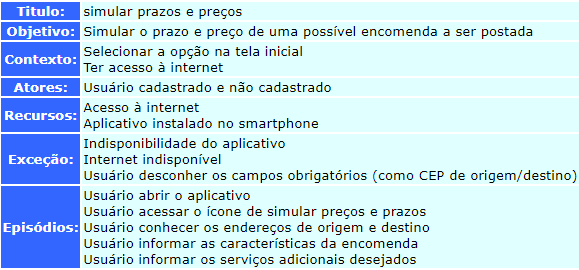 Titulo: simular prazos e preços
Objetivo: Simular o prazo e preço de uma possível encomenda a ser postada
Contexto: Selecionar a opção na tela inicial
Ter acesso à internet
Atores: Usuário cadastrado e não cadastrado
Recursos: Acesso à internet
Aplicativo instalado no smartphone
Exceção: Indisponibilidade do aplicativo
Internet indisponível
Usuário desconher os campos obrigatórios (como CEP de origem/destino)
Episódios: Usuário abrir o aplicativo
Usuário acessar o ícone de simular preços e prazos
Usuário conhecer os endereços de origem e destino
Usuário informar as características da encomenda
Usuário informar os serviços adicionais desejados